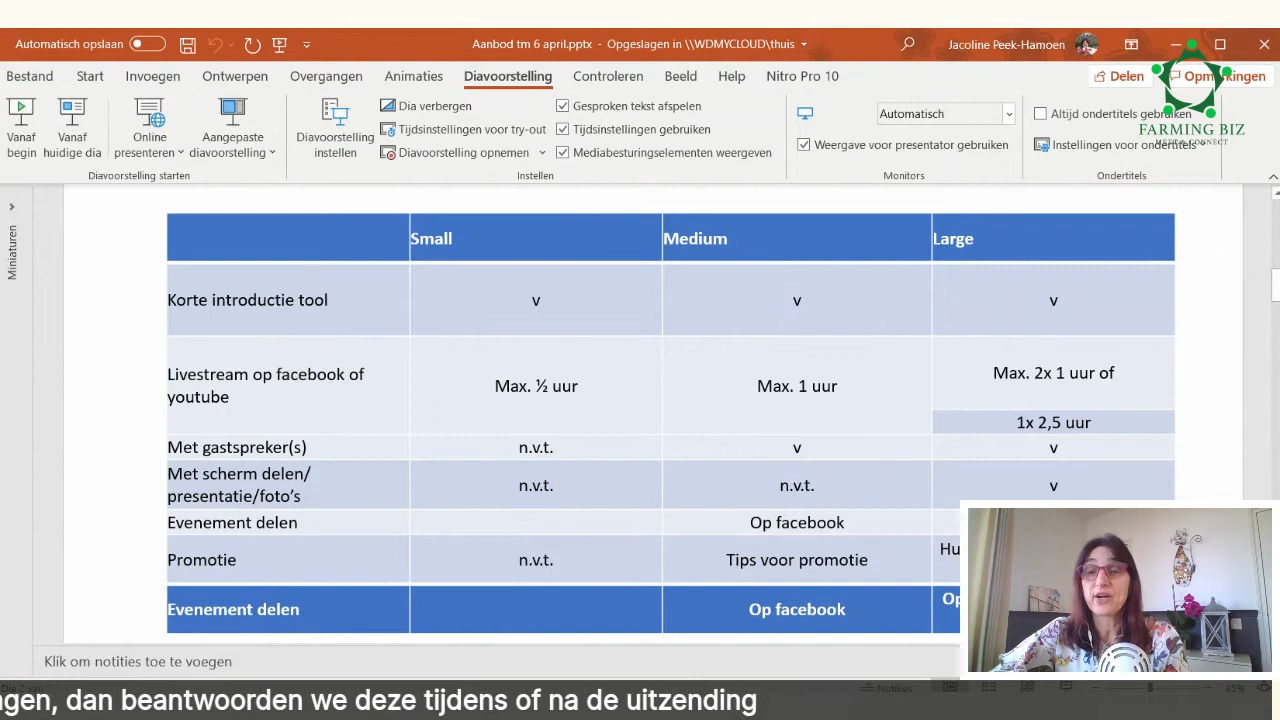 Automatisch opslaan
Aanbod tm 6 april.pptx - Opgeslagen in \\WDMYCLOUD\thuis
Jacoline Peek-Hamoen
Bestand Start Invoegen Ontwerpen Overgangen Animaties Diavoorstelling Controleren Beeld Help Nitro Pro 10
Delen
Opmerkingen
Vanaf begin
Vanaf huidige dia
Online presenteren
Aangepaste diavoorstelling
Diavoorstelling starten
Diavoorstelling instellen
Dia verbergen
Tijdsinstellingen voor try-out
Diavoorstelling opnemen
Gesproken tekst afspelen
Tijdsinstellingen gebruiken
Mediabesturingselementen weergeven
Instellen
Automatisch
Weergave voor presentator gebruiken
Monitors
Altijd ondertitels gebruiken
Instellingen voor ondertitels
Ondertitels
FARMING BIZ
CONNECT
Miniaturen
Small Medium Large
Korte introductie tool v v v
Livestream op facebook of
youtube
Max. ½ uur Max. 1 uur Max. 2x 1 uur of
1x 2,5 uur
Met gastspreker(s) n.v.t. v v
Met scherm delen/
presentatie/foto's
n.v.t. n.v.t. v
Evenement delen Op facebook
Promotie n.v.t. Tips voor promotie Hu
Evenement delen Op facebook Op
Klik om notities toe te voegen
Notities
85%
gen, dan beantwoorden we deze tijdens of na de uitzending